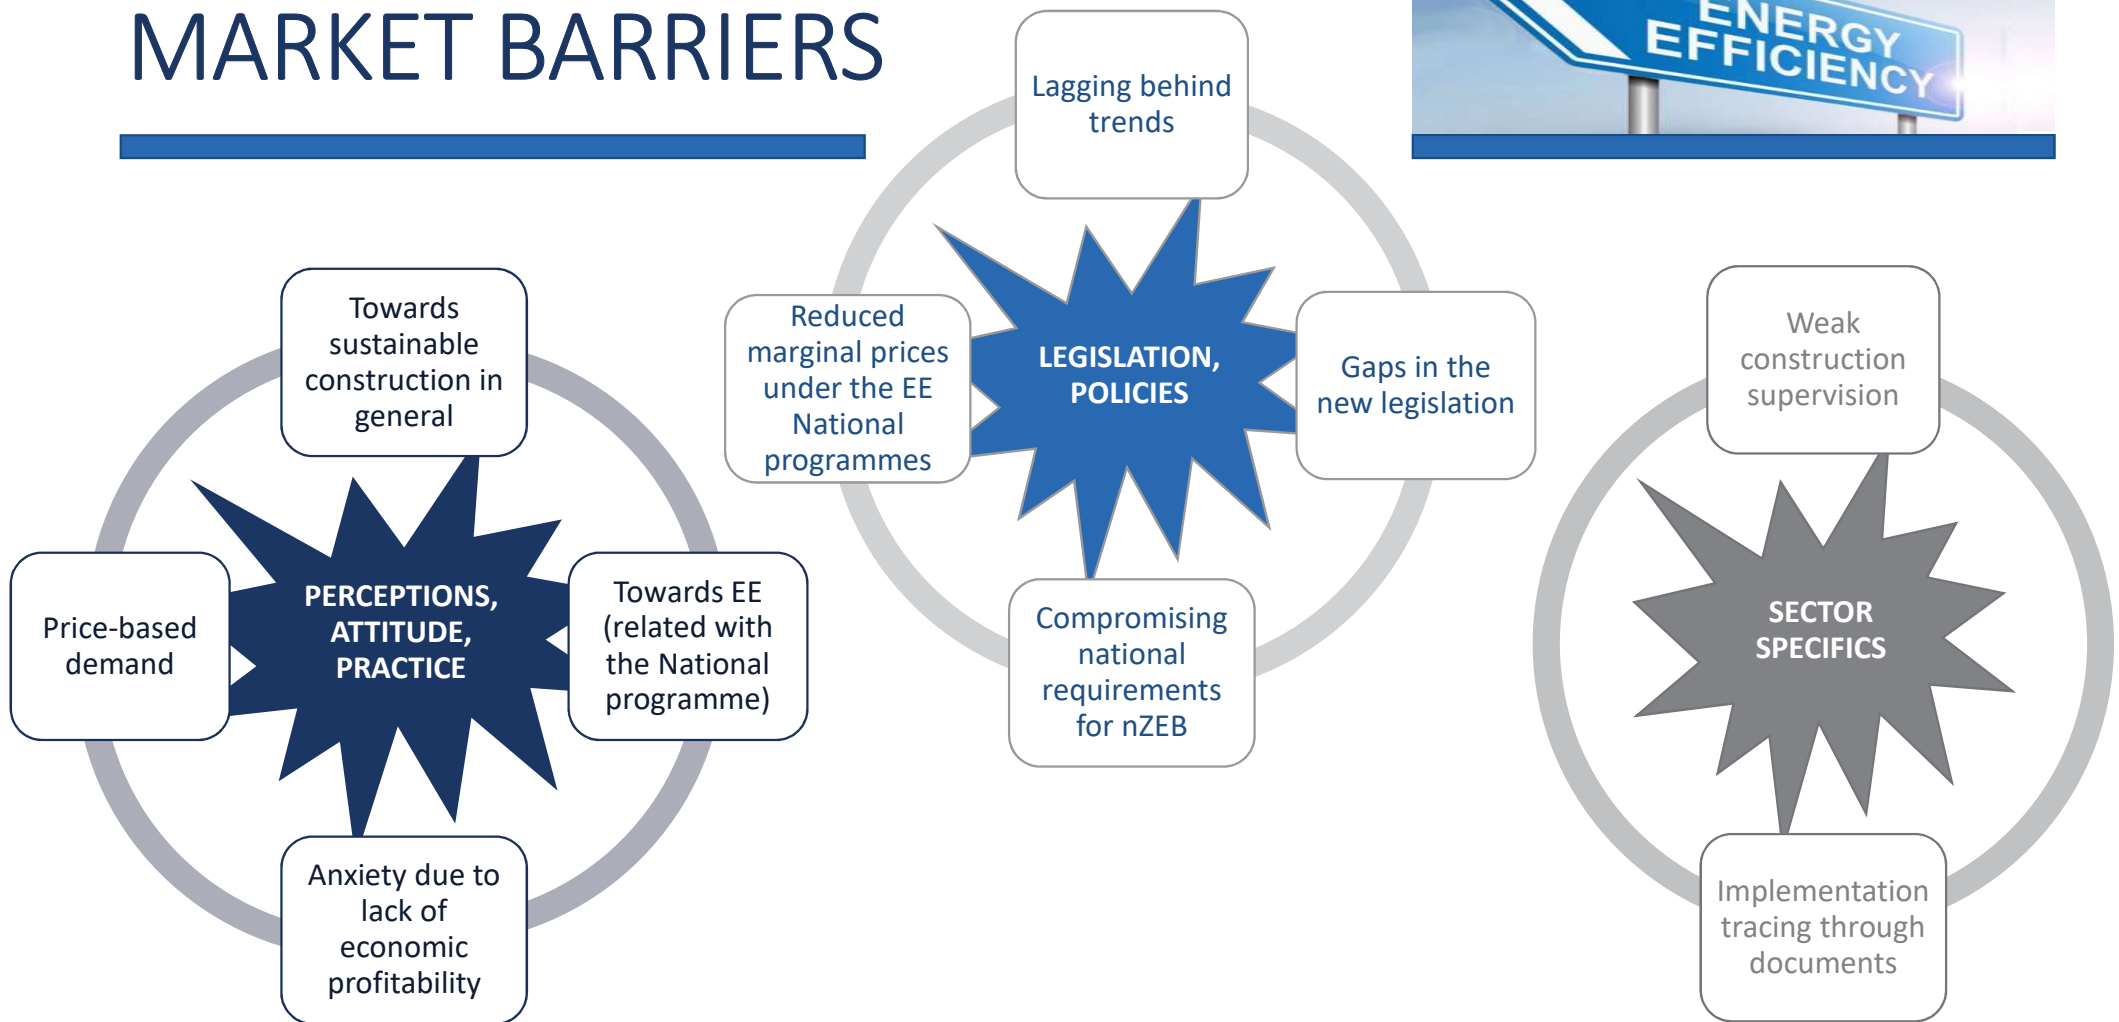 MARKET BARRIERS
ENERGY
EFFICIENCY
Towards
sustainable
construction in
general
Price-based
demand
PERCEPTIONS,
ATTITUDE,
PRACTICE
Towards EE
(related with
the National
programme)
Anxiety due to
lack of
economic
profitability
Lagging behind
trends
Reduced
marginal prices
under the EE
National
programmes
LEGISLATION,
POLICIES
Gaps in the
new legislation
Compromising
national
requirements
for nZEB
Weak
construction
supervision
SECTOR
SPECIFICS
Implementation
tracing through
documents